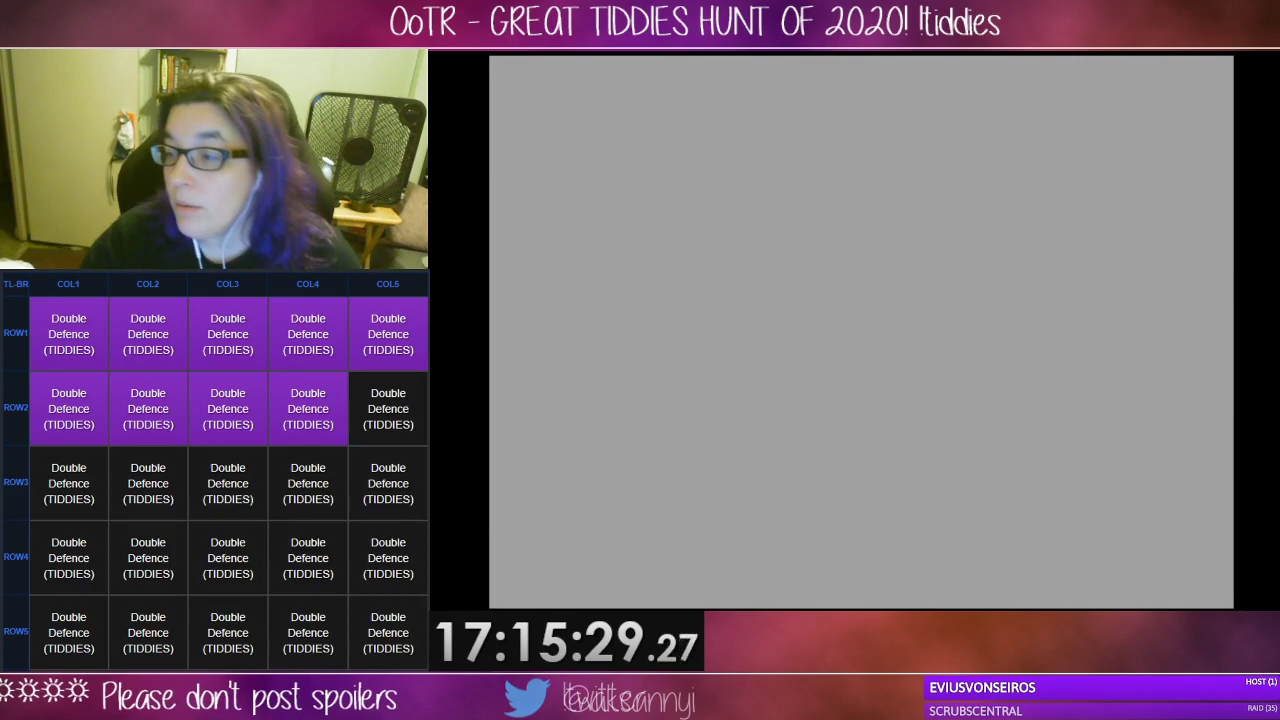 OoTR - GREAT TIDDIES HUNT OF 2020! !tiddies
TL-BR COL1 COL2 COL3 COL4 COL5
ROW1
Double Double Double Double Double
Defence Defence Defence Defence Defence
(TIDDIES) (TIDDIES) (TIDDIES) (TIDDIES) (TIDDIES)
ROW2
Double Double Double Double Double
Defence Defence Defence Defence Defence
(TIDDIES) (TIDDIES) (TIDDIES) (TIDDIES) (TIDDIES)
ROW3
Double Double Double Double Double
Defence Defence Defence Defence Defence
(TIDDIES) (TIDDIES) (TIDDIES) (TIDDIES) (TIDDIES)
ROW4
Double Double Double Double Double
Defence Defence Defence Defence Defence
(TIDDIES) (TIDDIES) (TIDDIES) (TIDDIES) (TIDDIES)
ROW5
Double Double Double Double Double
Defence Defence Defence Defence Defence
(TIDDIES) (TIDDIES) (TIDDIES) (TIDDIES) (TIDDIES)
17:15:29.27
Please don't post spoilers
EVIUSVONSEIROS HOST (1)
SCRUBSCENTRAL RAID (35)